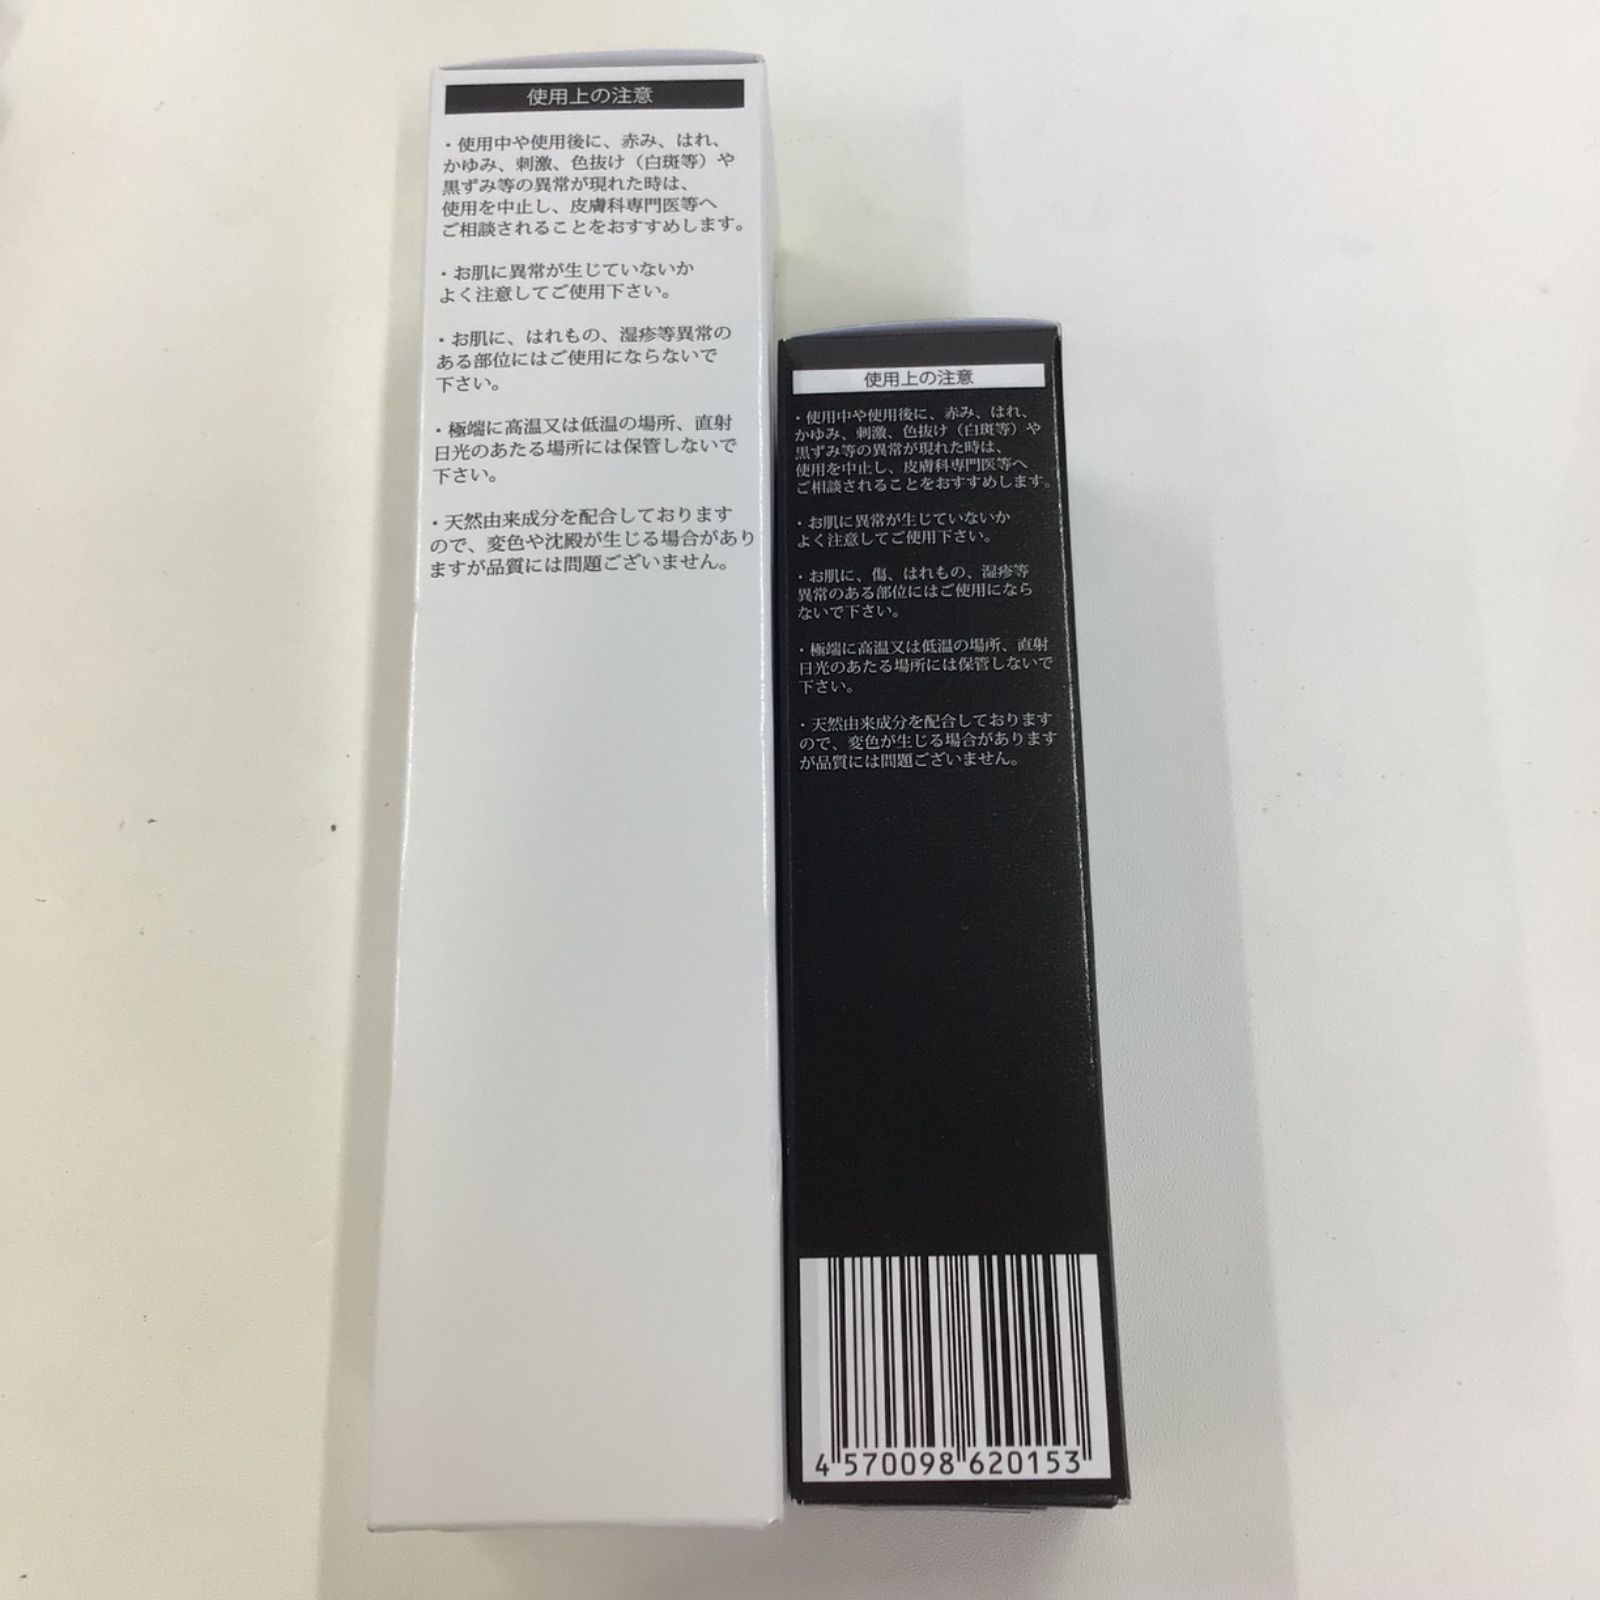 使用上の注意
・使用中や使用後に、赤み、はれ、
かゆみ、刺激、色抜け（白斑等）や
黒ずみ等の異常が現れた時は、
使用を中止し、皮膚科専門医等へ
ご相談されることをおすすめします。
・お肌に異常が生じていないか
よく注意してご使用下さい。
・お肌に、はれもの、湿疹等異常の
ある部位にはご使用にならないで
下さい。
・極端に高温又は低温の場所、直射
日光のあたる場所には保管しないで
下さい。
・天然由来成分を配合しております
ので、変色や沈殿が生じる場合があり
ますが品質には問題ございません。
使用上の注意
・使用中や使用後に、赤み、はれ、
かゆみ、刺激、色抜け（白斑等）や
黒ずみ等の異常が現れた時は、
使用を中止し、皮膚科専門医等へ
ご相談されることをおすすめします。
・お肌に異常が生じていないか
よく注意してご使用下さい。
・お肌に、傷、はれもの、湿疹等
異常のある部位にはご使用になら
ないで下さい。
・極端に高温又は低温の場所、直射
日光のあたる場所には保管しないで
下さい。
・天然由来成分を配合しております
ので、変色が生じる場合があります
が品質には問題ございません。
4 570098 620153